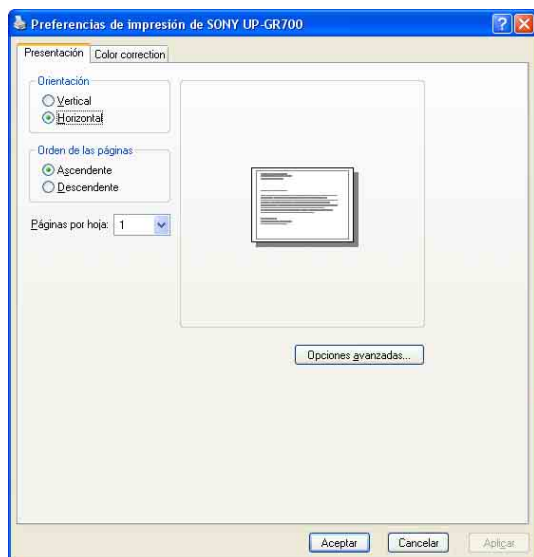 Preferencias de impresión de SONY UP-GR700
Presentación
Color correction
Orientación
Vertical
Horizontal
Orden de las páginas
Ascendente
Descendente
Páginas por hoja: 1
Opciones avanzadas...
Aceptar
Cancelar
Aplicar